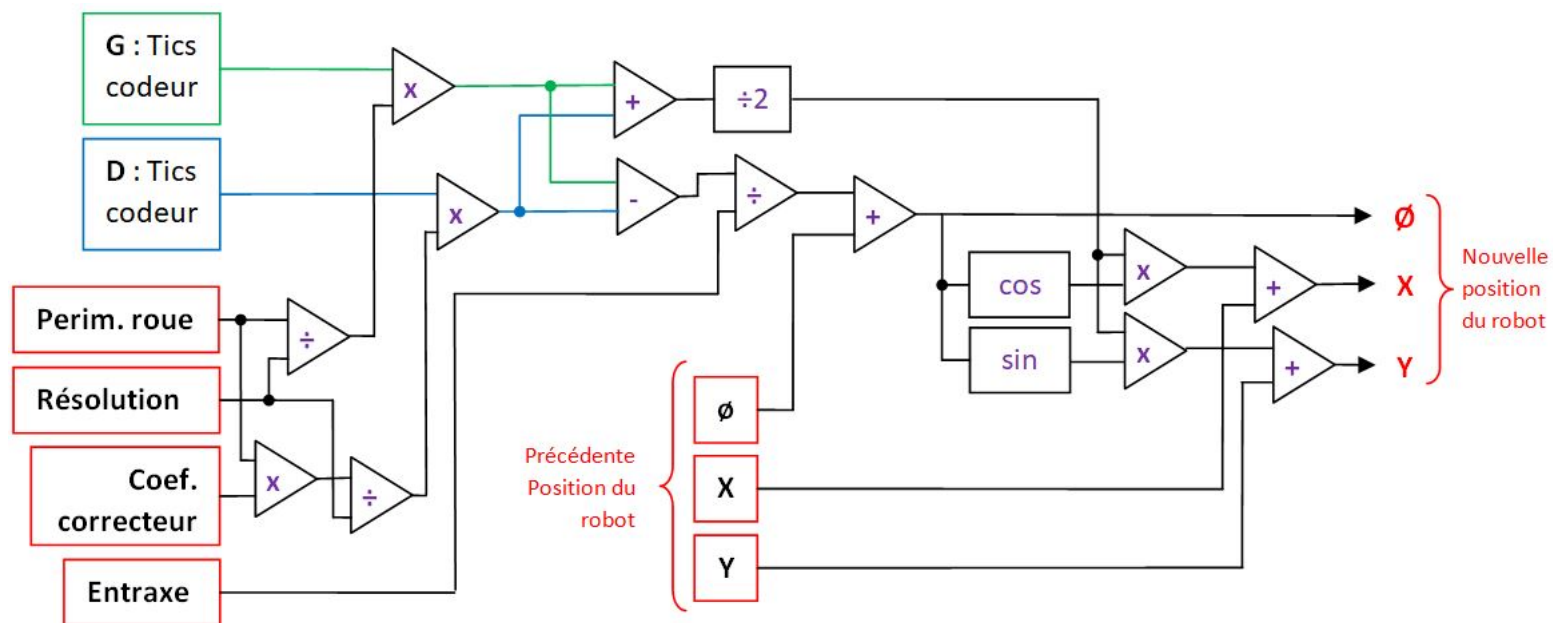 G : Tics
codeur
D : Tics
codeur
Perim. roue
Résolution
Coef.
correcteur
Entraxe
x
x
÷
x
÷
+
-
÷2
÷
+
Précédente
Position du
robot
ø
X
Y
cos
sin
x
x
+
+
Ø
X
Y
Nouvelle
position
du robot